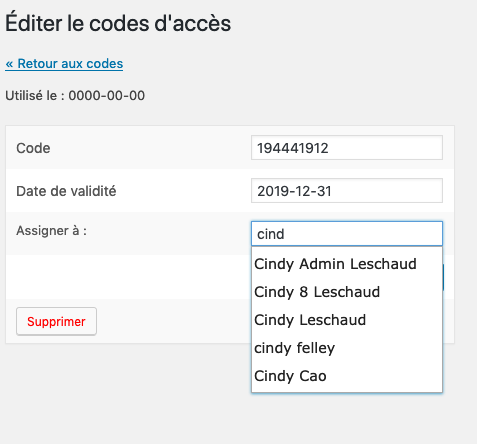 Éditer le codes d'accès
« Retour aux codes
Utilisé le : 0000-00-00
Code 194441912
Date de validité 2019-12-31
Assigner à : cind
Cindy Admin Leschaud
Cindy 8 Leschaud
Cindy Leschaud
cindy felley
Cindy Cao
Supprimer